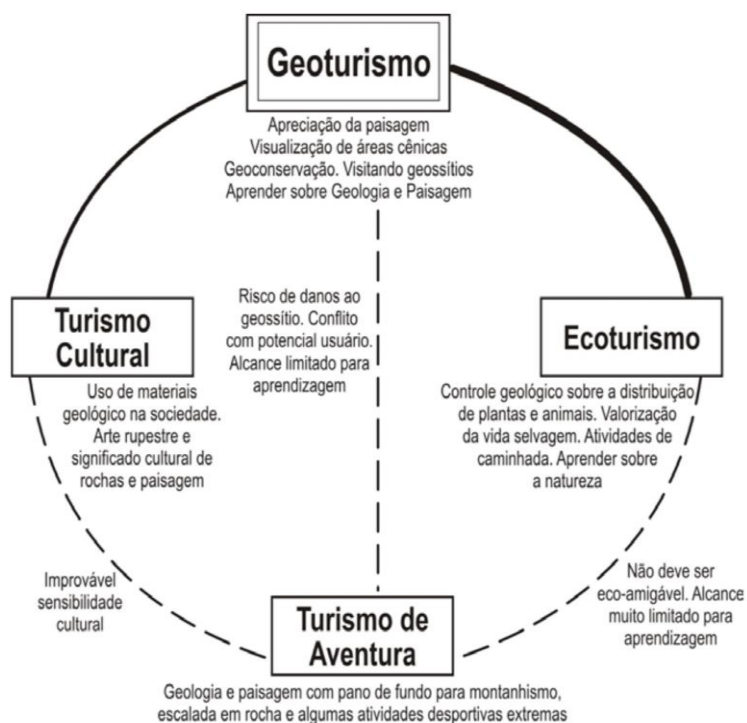 Geoturismo
Apreciação da paisagem
Visualização de áreas cênicas
Geoconservação. Visitando geossítios
Aprender sobre Geologia e Paisagem
Risco de danos ao
geossítio. Conflito
com potencial usuário.
Alcance limitado para
aprendizagem
Turismo
Cultural
Uso de materiais
geológico na sociedade.
Arte rupestre e
significado cultural de
rochas e paisagem
Ecoturismo
Controle geológico sobre a distribuição
de plantas e animais. Valorização
da vida selvagem. Atividades de
caminhada. Aprender sobre
a natureza
Improvável
sensibilidade
cultural
Não deve ser
eco-amigável. Alcance
muito limitado para
aprendizagem
Turismo de
Aventura
Geologia e paisagem com pano de fundo para montanhismo,
escalada em rocha e algumas atividades desportivas extremas